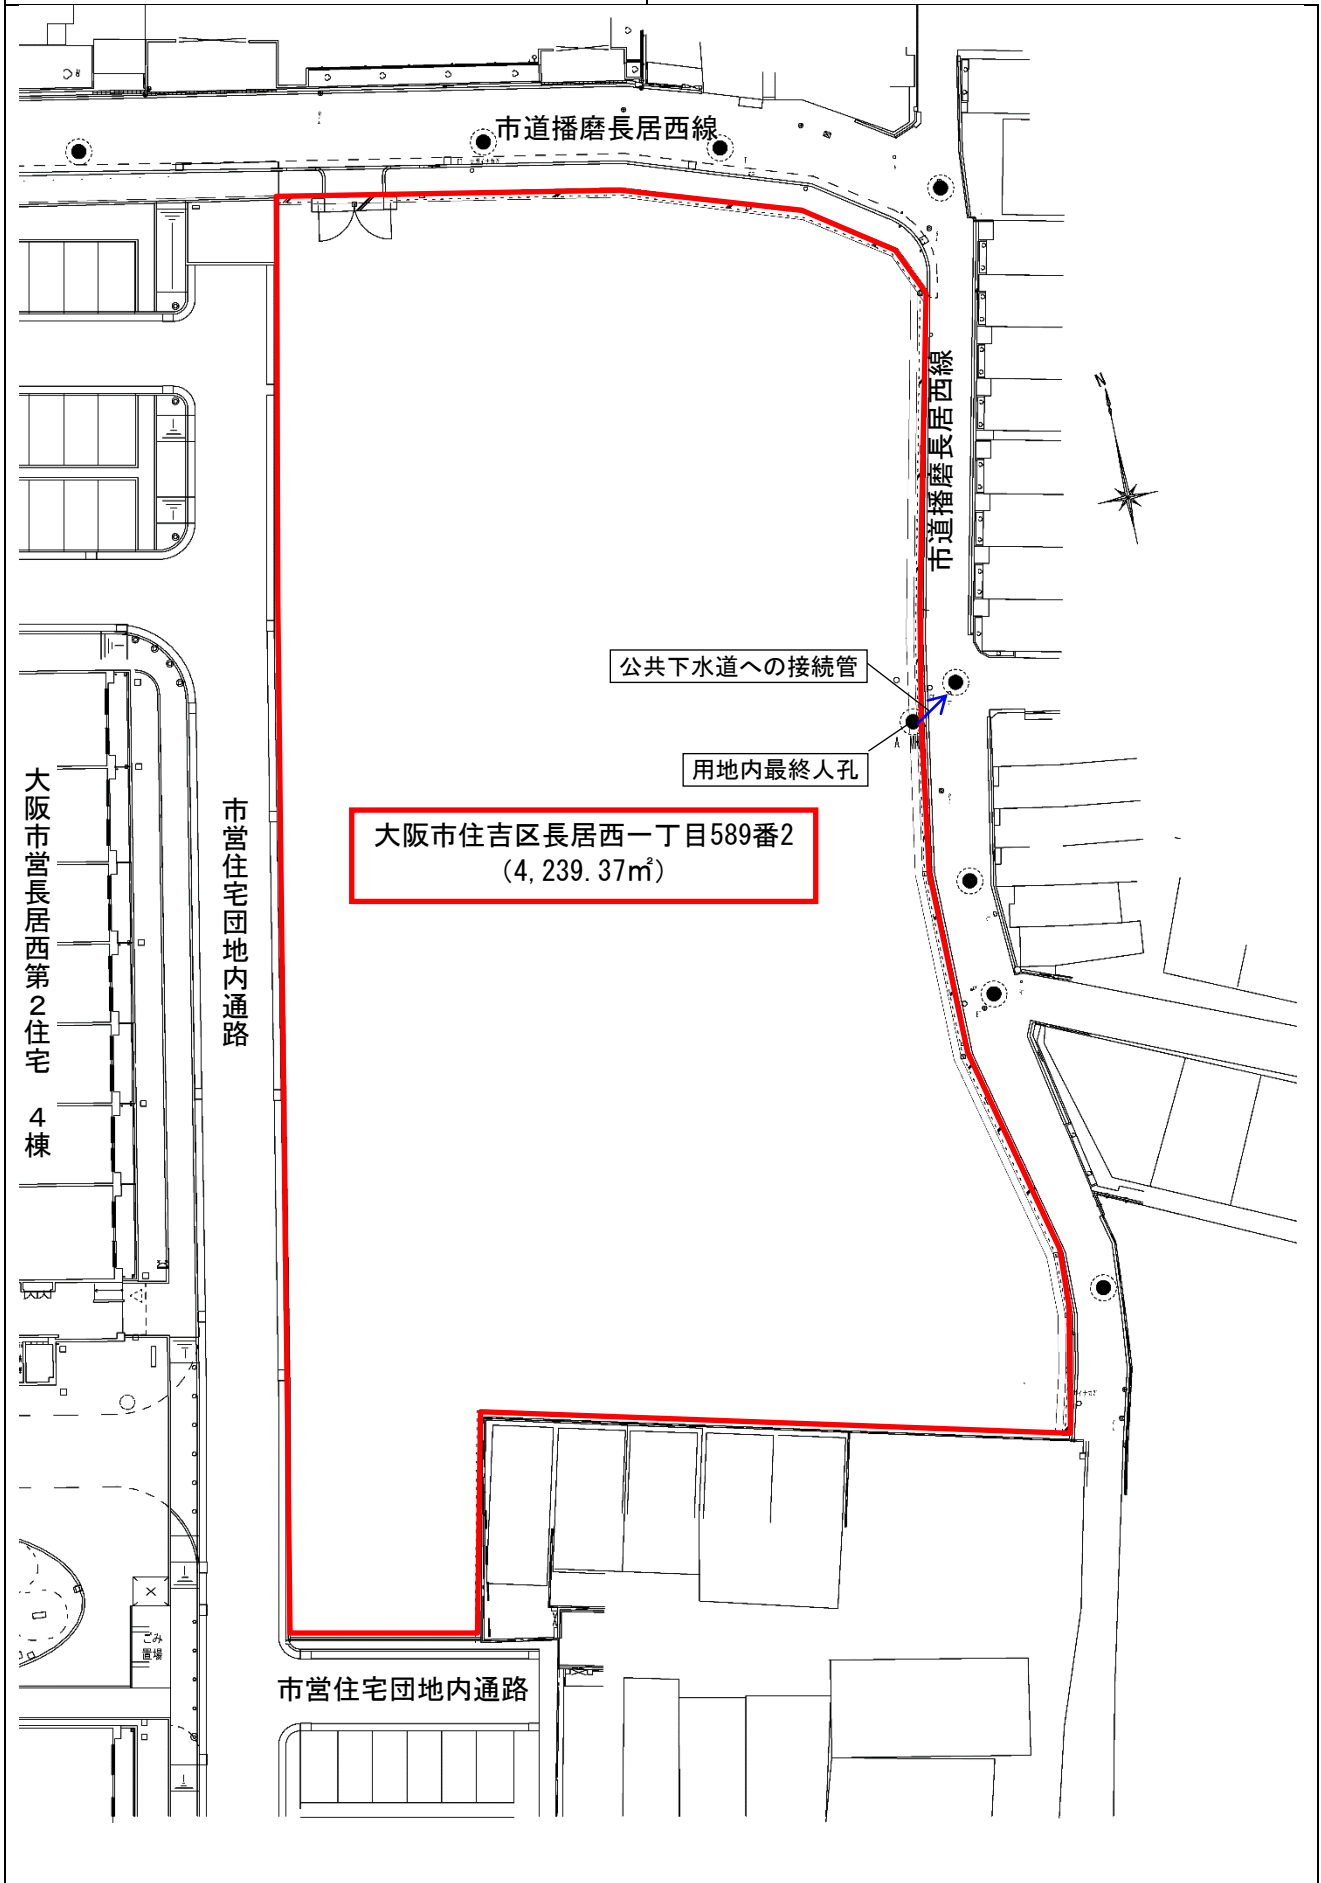 市道播磨長居西線
N
市道播磨長居西線
公共下水道への接続管
用地内最終人孔
大阪市住吉区長居西一丁目589番2
(4,239.37㎡)
市営住宅団地内通路
大阪市営長居西第2住宅 4棟
ごみ
置場
市営住宅団地内通路